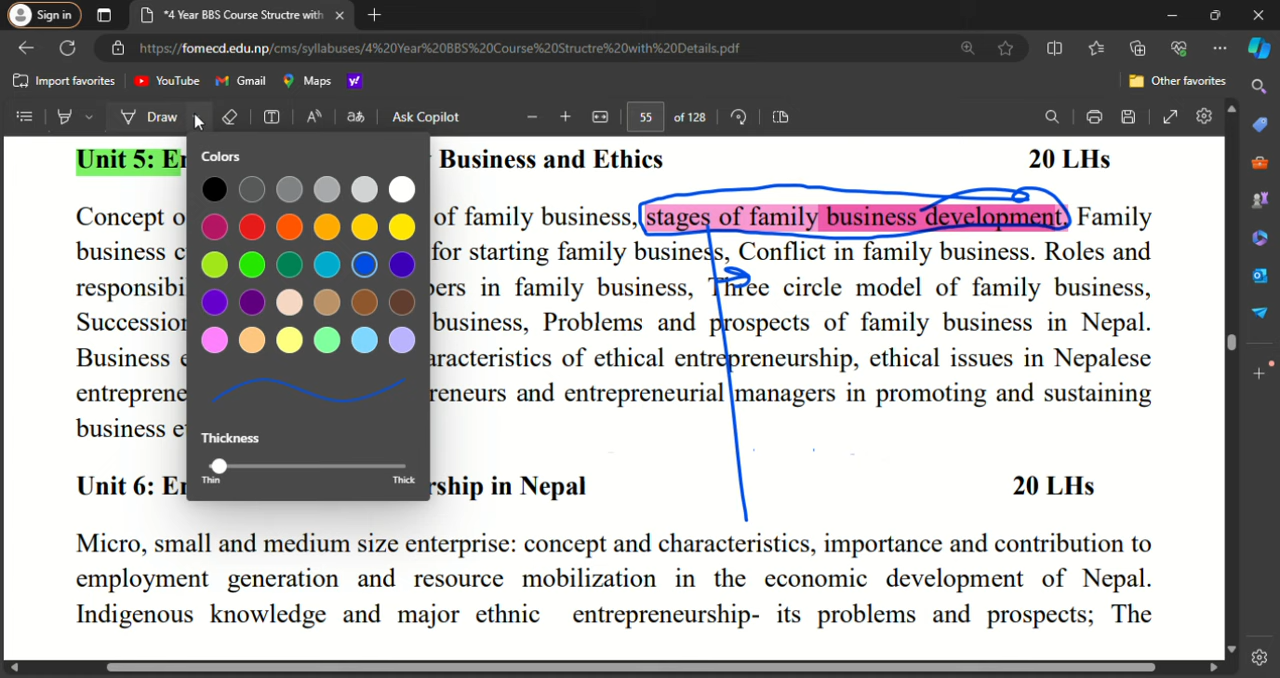 Sign in
*4 Year BBS Course Structre with
https://fomecd.edu.np/cms/syllabuses/4%20Year%20BBS%20Course%20Structre%20with%20Details.pdf
Import favorites YouTube Gmail Maps Other favorites
Draw aあ Ask Copilot 55 of 128
Colors
Thickness
Thin Thick
Unit 5: Business and Ethics 20 LHs
Concept of family business, stages of family business development. Family
business for starting family business, Conflict in family business. Roles and
in family business, Three circle model of family business,
business, Problems and prospects of family business in Nepal.
Business of ethical entrepreneurship, ethical issues in Nepalese
and entrepreneurial managers in promoting and sustaining
business
Unit 6: in Nepal 20 LHs
Micro, small and medium size enterprise: concept and characteristics, importance and contribution to
employment generation and resource mobilization in the economic development of Nepal.
Indigenous knowledge and major ethnic entrepreneurship- its problems and prospects; The